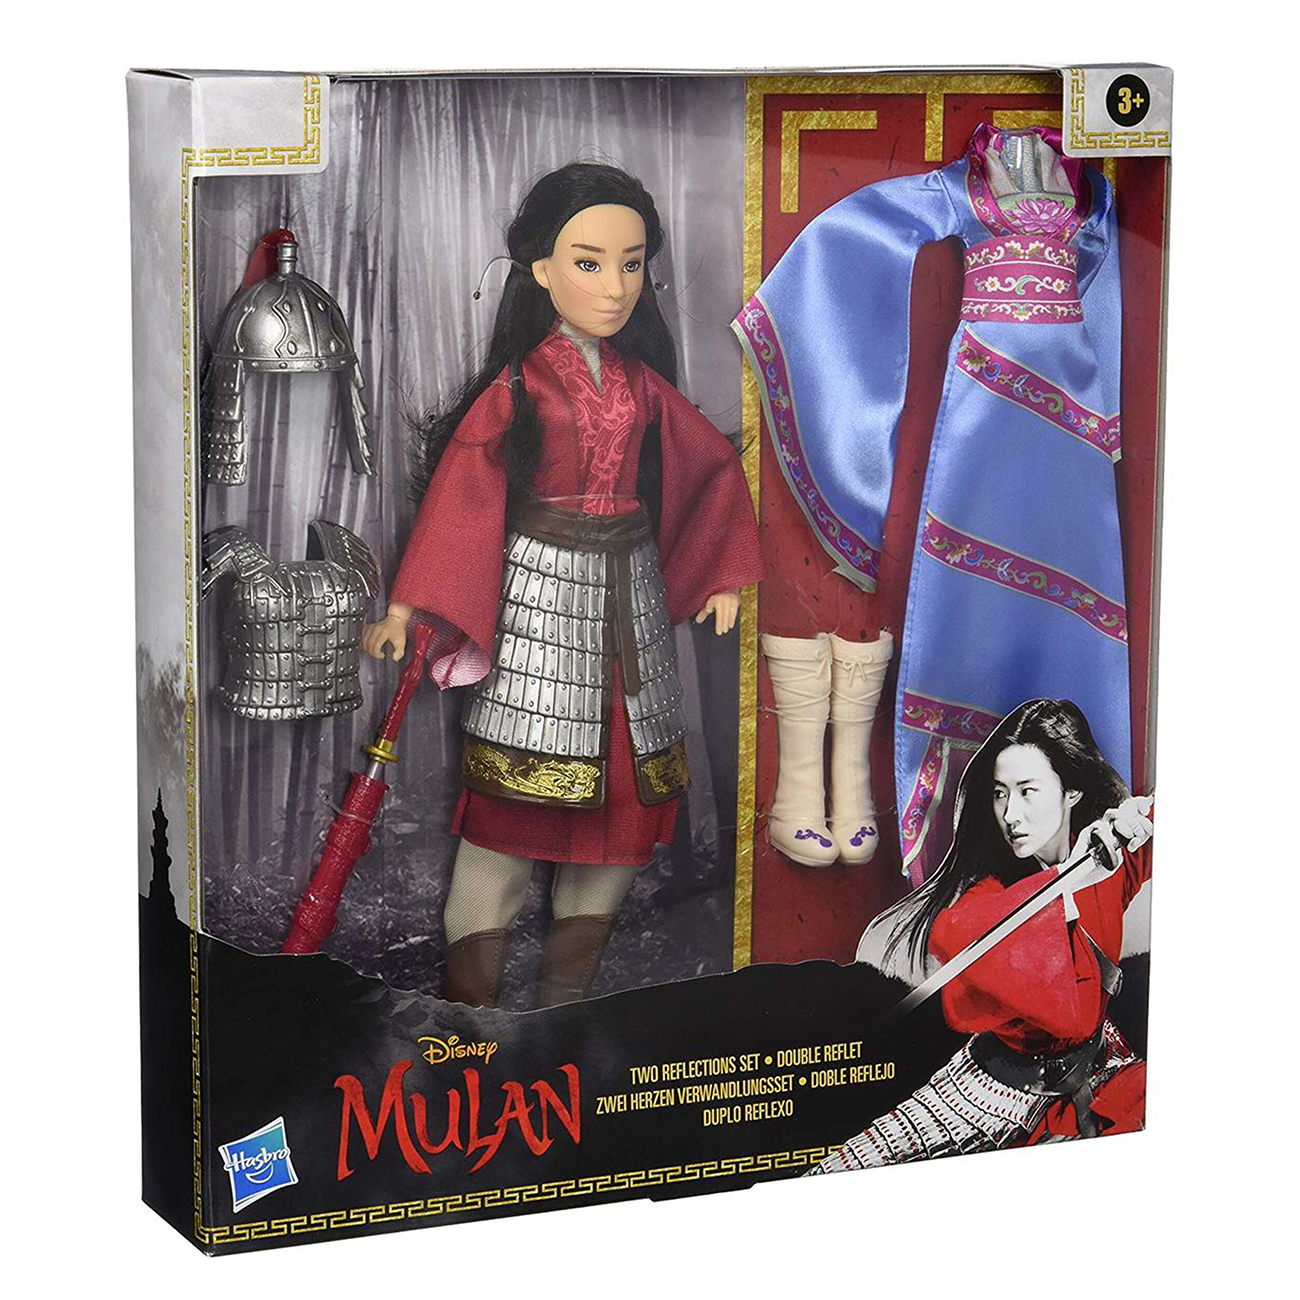 3+
DISNEY
MULAN
TWO REFLECTIONS SET • DOUBLE REFLET
ZWEI HERZEN VERWANDLUNGSSET • DOBLE REFLEJO
DUPLO REFLEXO
Hasbro